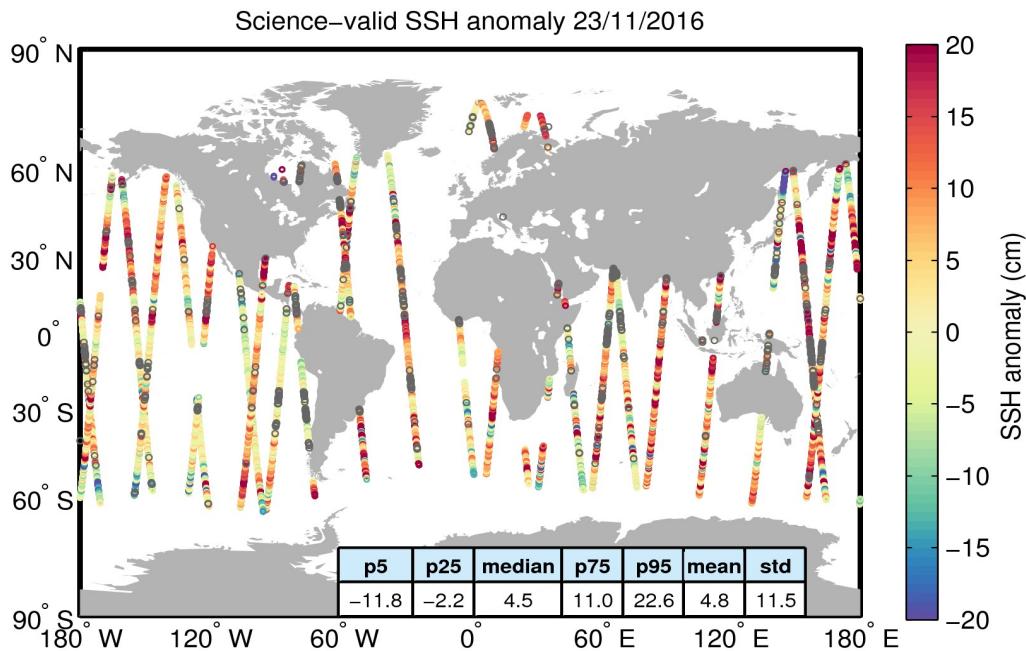 Science−valid SSH anomaly 23/11/2016
90° N
60° N
30° N
0°
30° S
60° S
90° S
180° W
120° W
60° W
0°
60° E
120° E
180° E
p5 p25 median p75 p95 mean std
−11.8 −2.2 4.5 11.0 22.6 4.8 11.5
20
15
10
5
0
−5
−10
−15
−20
SSH anomaly (cm)